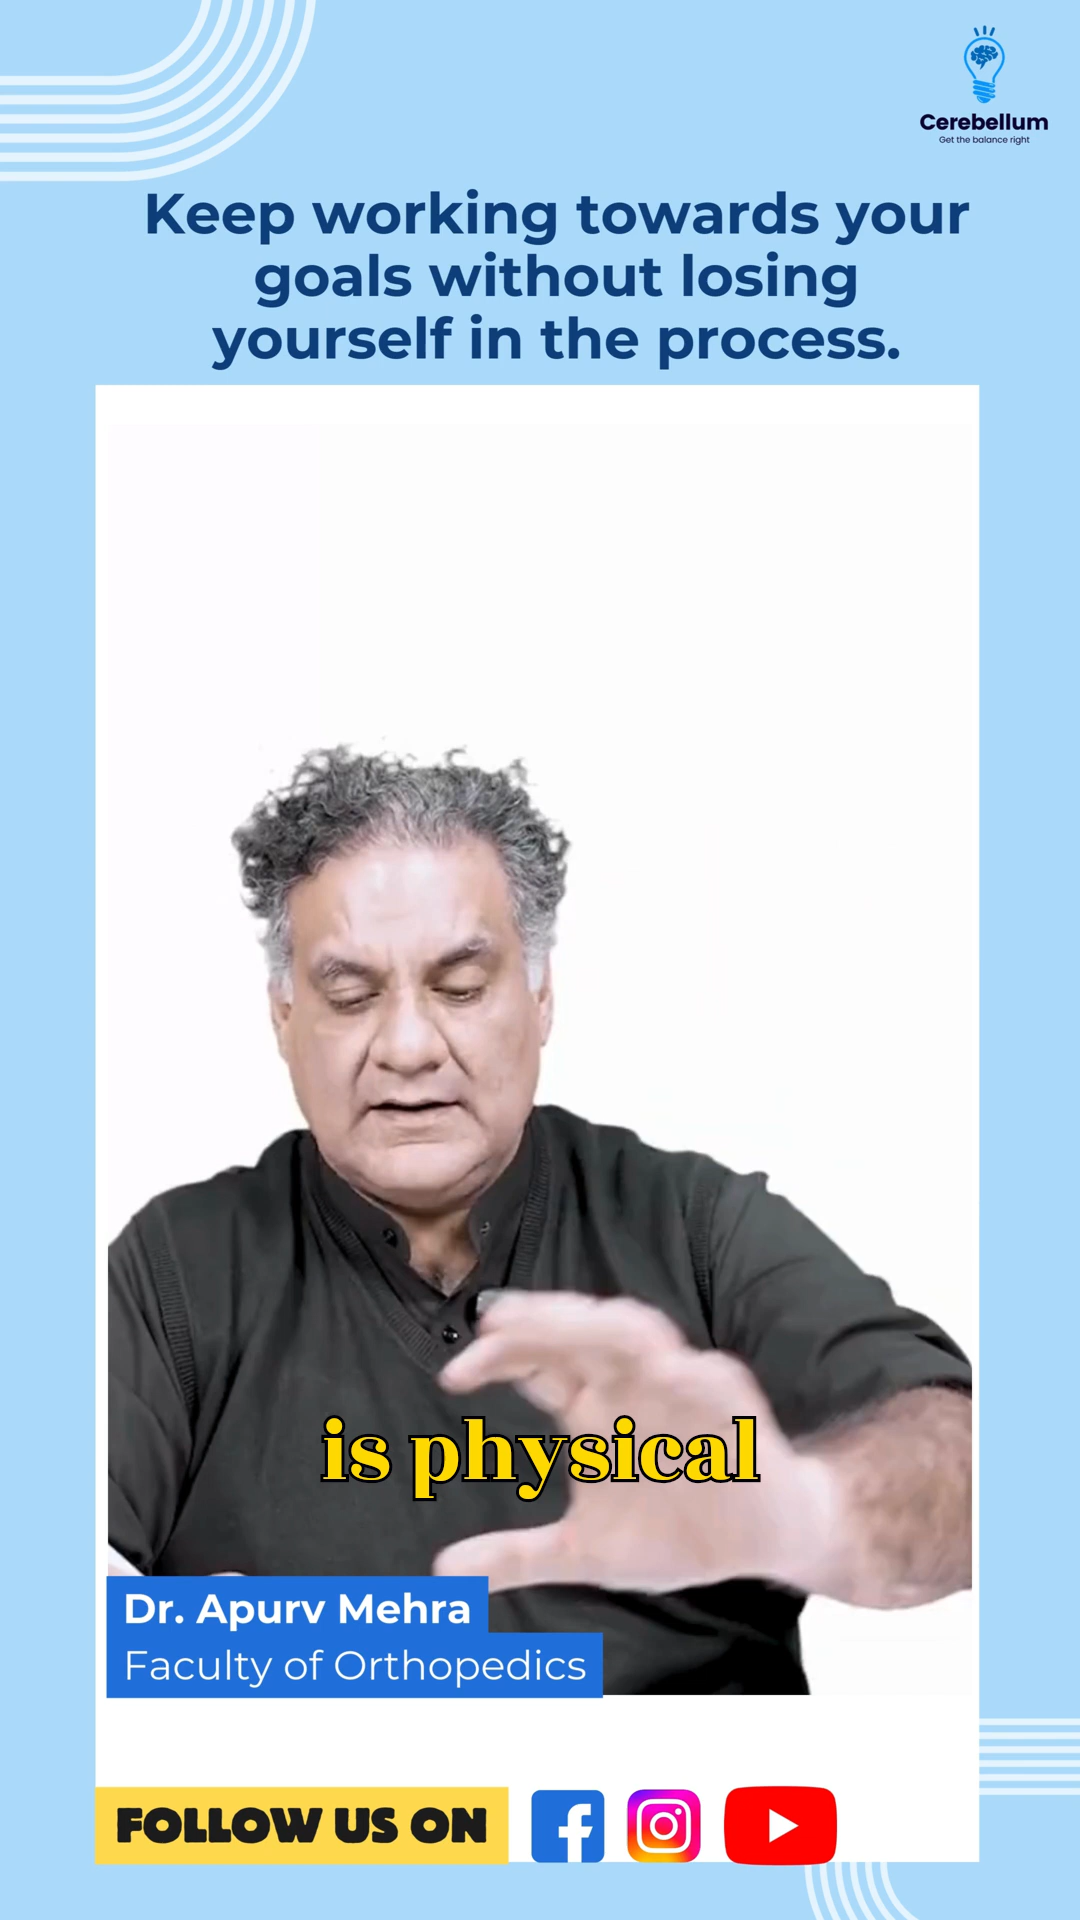 Cerebellum
Get the balance right
Keep working towards your
goals without losing
yourself in the process.
is physical
Dr. Apurv Mehra
Faculty of Orthopedics
FOLLOW US ON